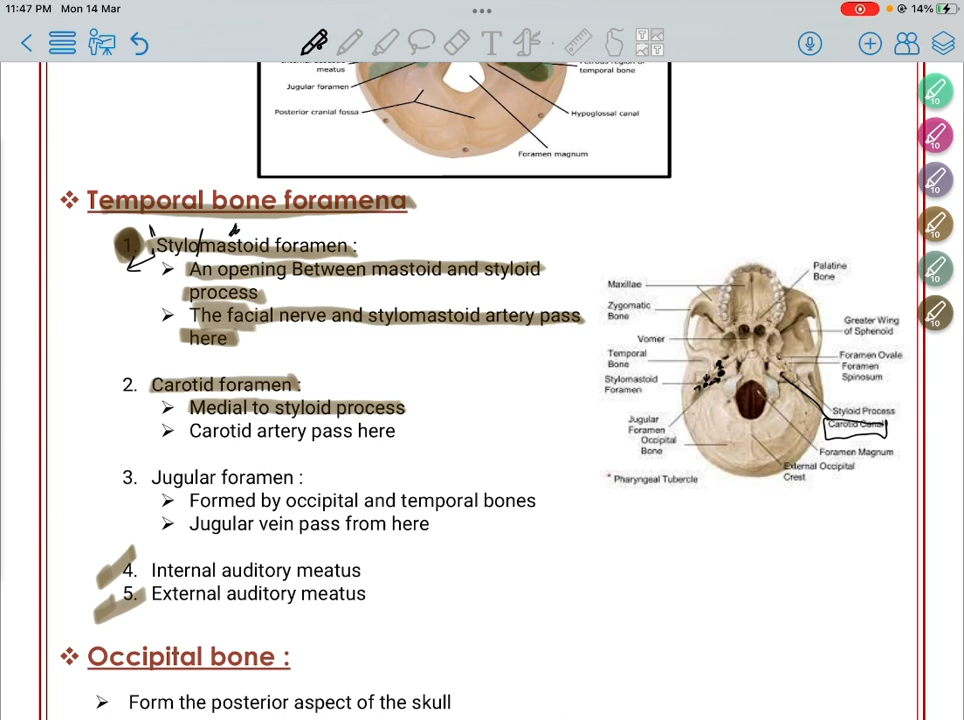 11:47 PM Mon 14 Mar
14%
T
meatus
temporal bone
Jugular foramen
Posterior cranial fossa
Hypoglossal canal
Foramen magnum
10
10
10
10
10
10
❖ Temporal bone foramena
1. Stylomastoid foramen :
➢ An opening Between mastoid and styloid
process
➢ The facial nerve and stylomastoid artery pass
here
2. Carotid foramen :
➢ Medial to styloid process
➢ Carotid artery pass here
3. Jugular foramen :
➢ Formed by occipital and temporal bones
➢ Jugular vein pass from here
4. Internal auditory meatus
5. External auditory meatus
Maxillae
Zygomatic
Bone
Vomer
Temporal
Bone
Stylomastoid
Foramen
Jugular
Foramen
Occipital
Bone
* Pharyngeal Tubercle
Palatine
Bone
Greater Wing
of Sphenoid
Foramen Ovale
Foramen
Spinosum
Styloid Process
Carotid Canal
Foramen Magnum
External Occipital
Crest
❖ Occipital bone :
➢ Form the posterior aspect of the skull